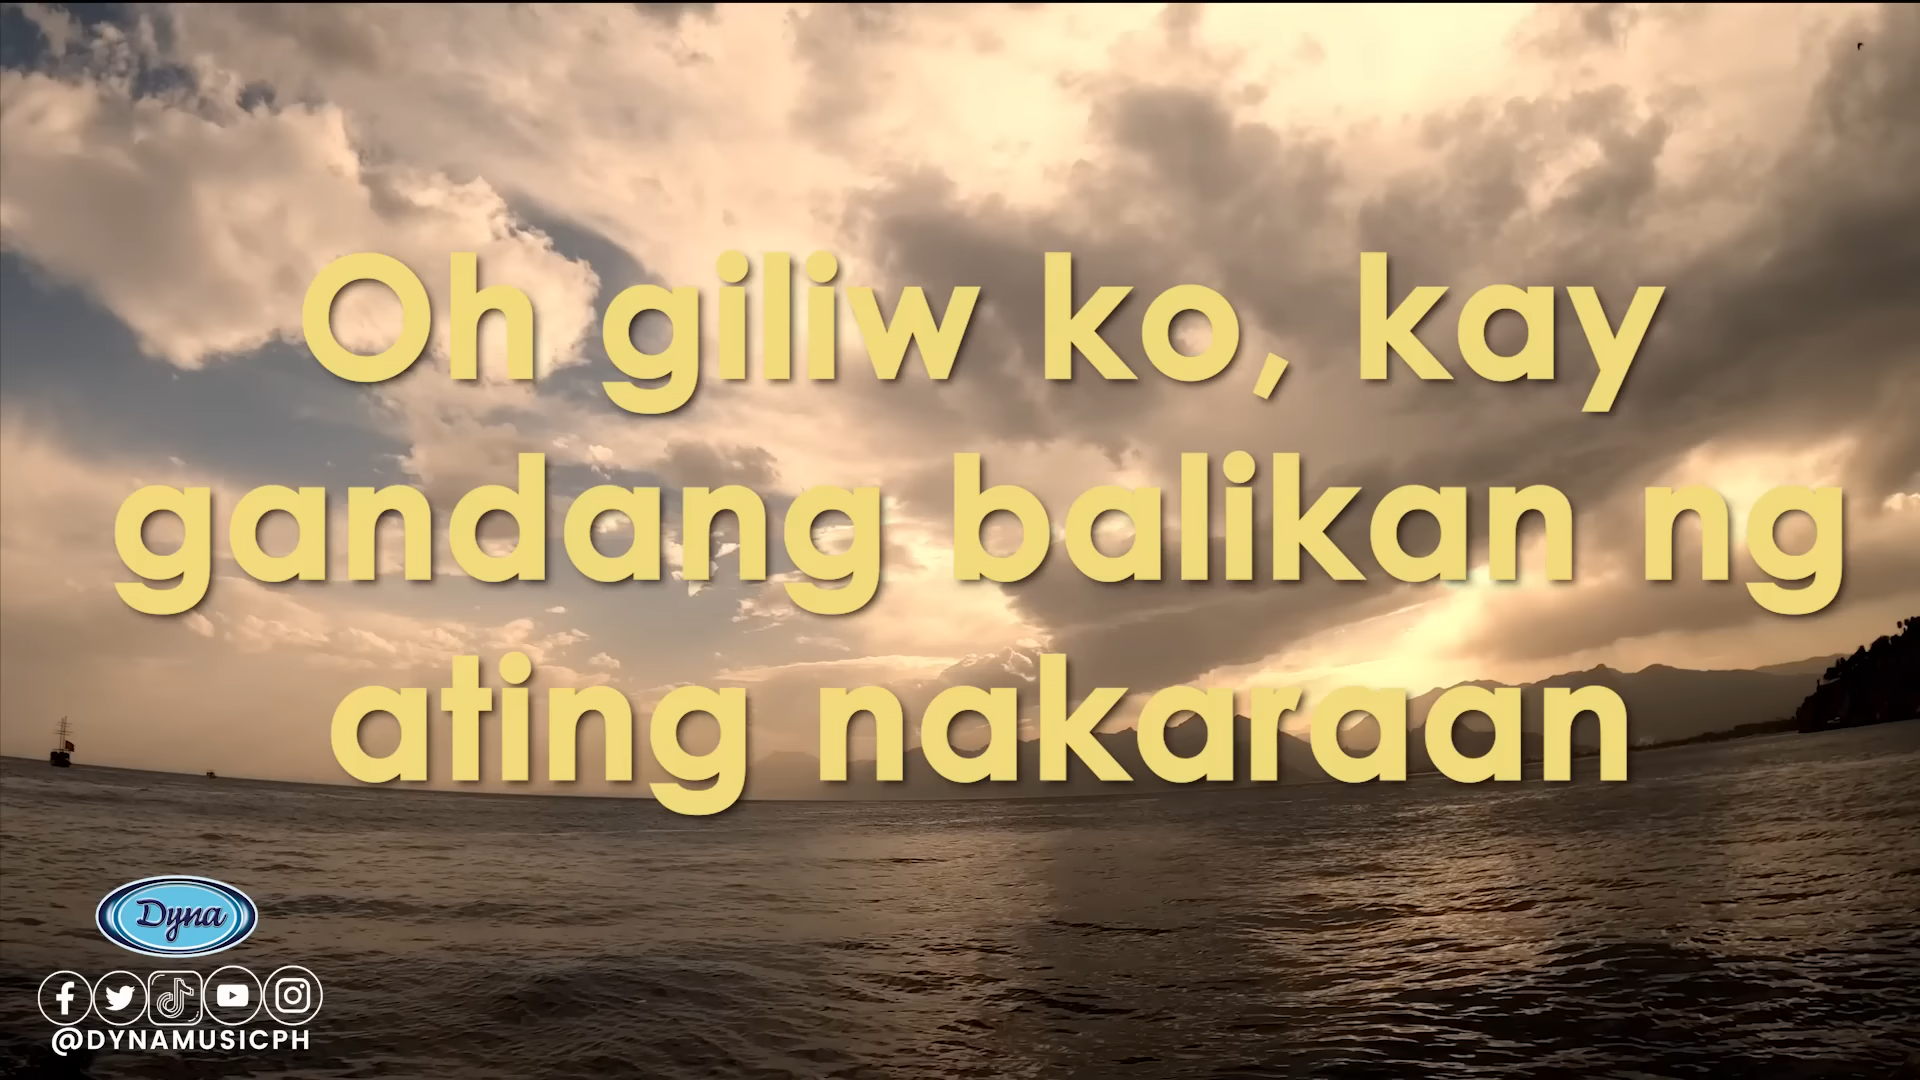 Oh giliw ko, kay
gandang balikan ng
ating nakaraan
Dyna
@DYNAMUSICPH